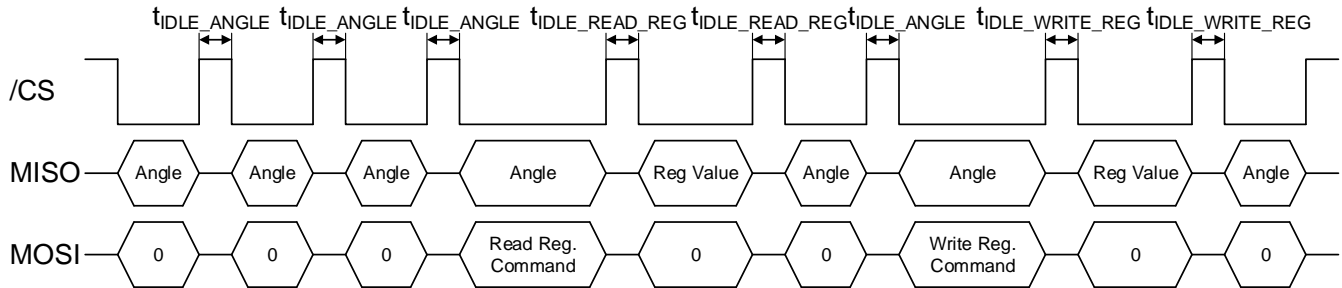 tIDLE_ANGLE tIDLE_ANGLE tIDLE_ANGLE tIDLE_READ_REG tIDLE_READ_REG tIDLE_ANGLE tIDLE_WRITE_REG tIDLE_WRITE_REG
/CS
MISO Angle Angle Angle Angle Reg Value Angle Angle Reg Value Angle
MOSI 0 0 0 Read Reg. Command 0 0 Write Reg. Command 0 0